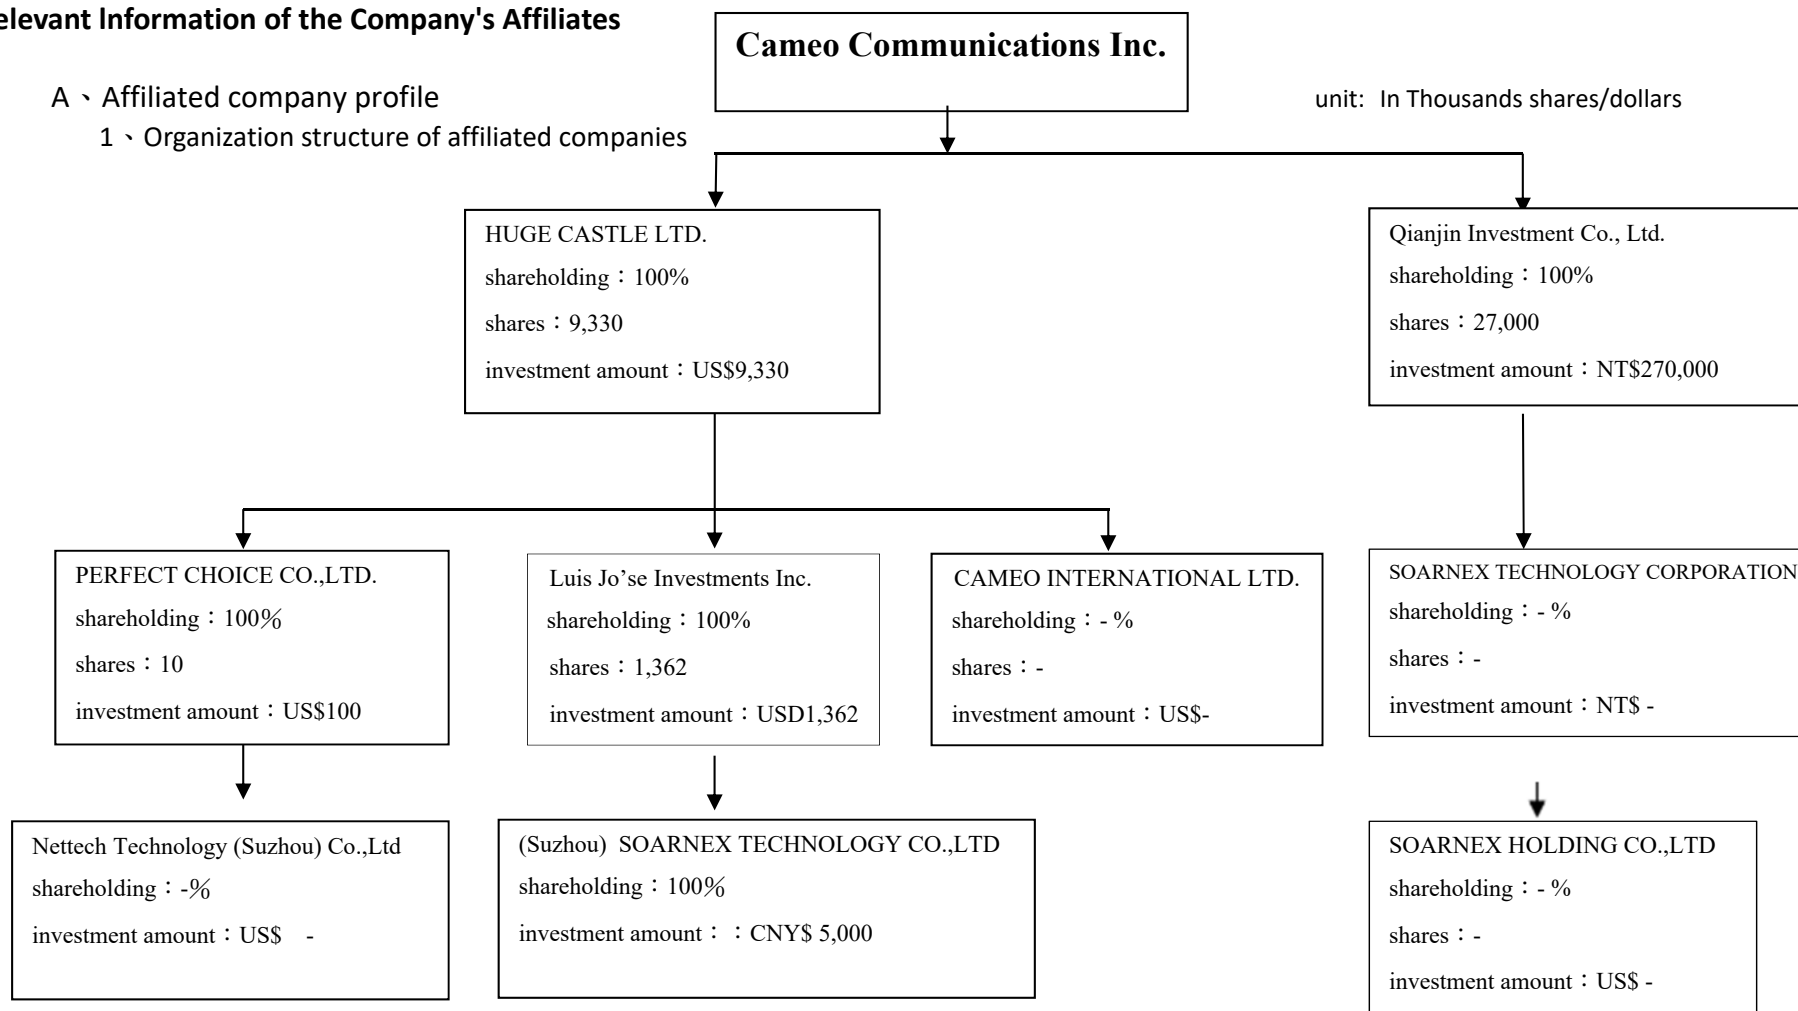 elevant lnformation of the Company's Affiliates
Cameo Communications Inc.
A、Affiliated company profile
unit: In Thousands shares/dollars
1、Organization structure of affiliated companies
HUGE CASTLE LTD.
shareholding：100%
shares：9,330
investment amount：US$9,330
Qianjin Investment Co., Ltd.
shareholding：100%
shares：27,000
investment amount：NT$270,000
PERFECT CHOICE CO.,LTD.
shareholding：100%
shares：10
investment amount：US$100
Luis Jo’se Investments Inc.
shareholding：100%
shares：1,362
investment amount：USD1,362
CAMEO INTERNATIONAL LTD.
shareholding：- %
shares：-
investment amount：US$-
SOARNEX TECHNOLOGY CORPORATION
shareholding：- %
shares：-
investment amount：NT$ -
Nettech Technology (Suzhou) Co.,Ltd
shareholding：-%
investment amount：US$ -
(Suzhou) SOARNEX TECHNOLOGY CO.,LTD
shareholding：100%
investment amount：：CNY$ 5,000
SOARNEX HOLDING CO.,LTD
shareholding：- %
shares：-
investment amount：US$ -